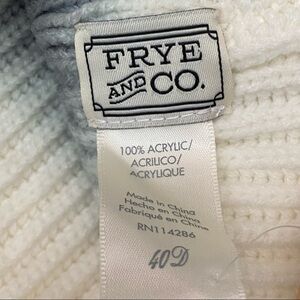 FRYE
AND CO.
100% ACRYLIC/
ACRILICO/
ACRYLIQUE
Made in China
Hecho en China
Fabriqué en Chine
RN114286
40D